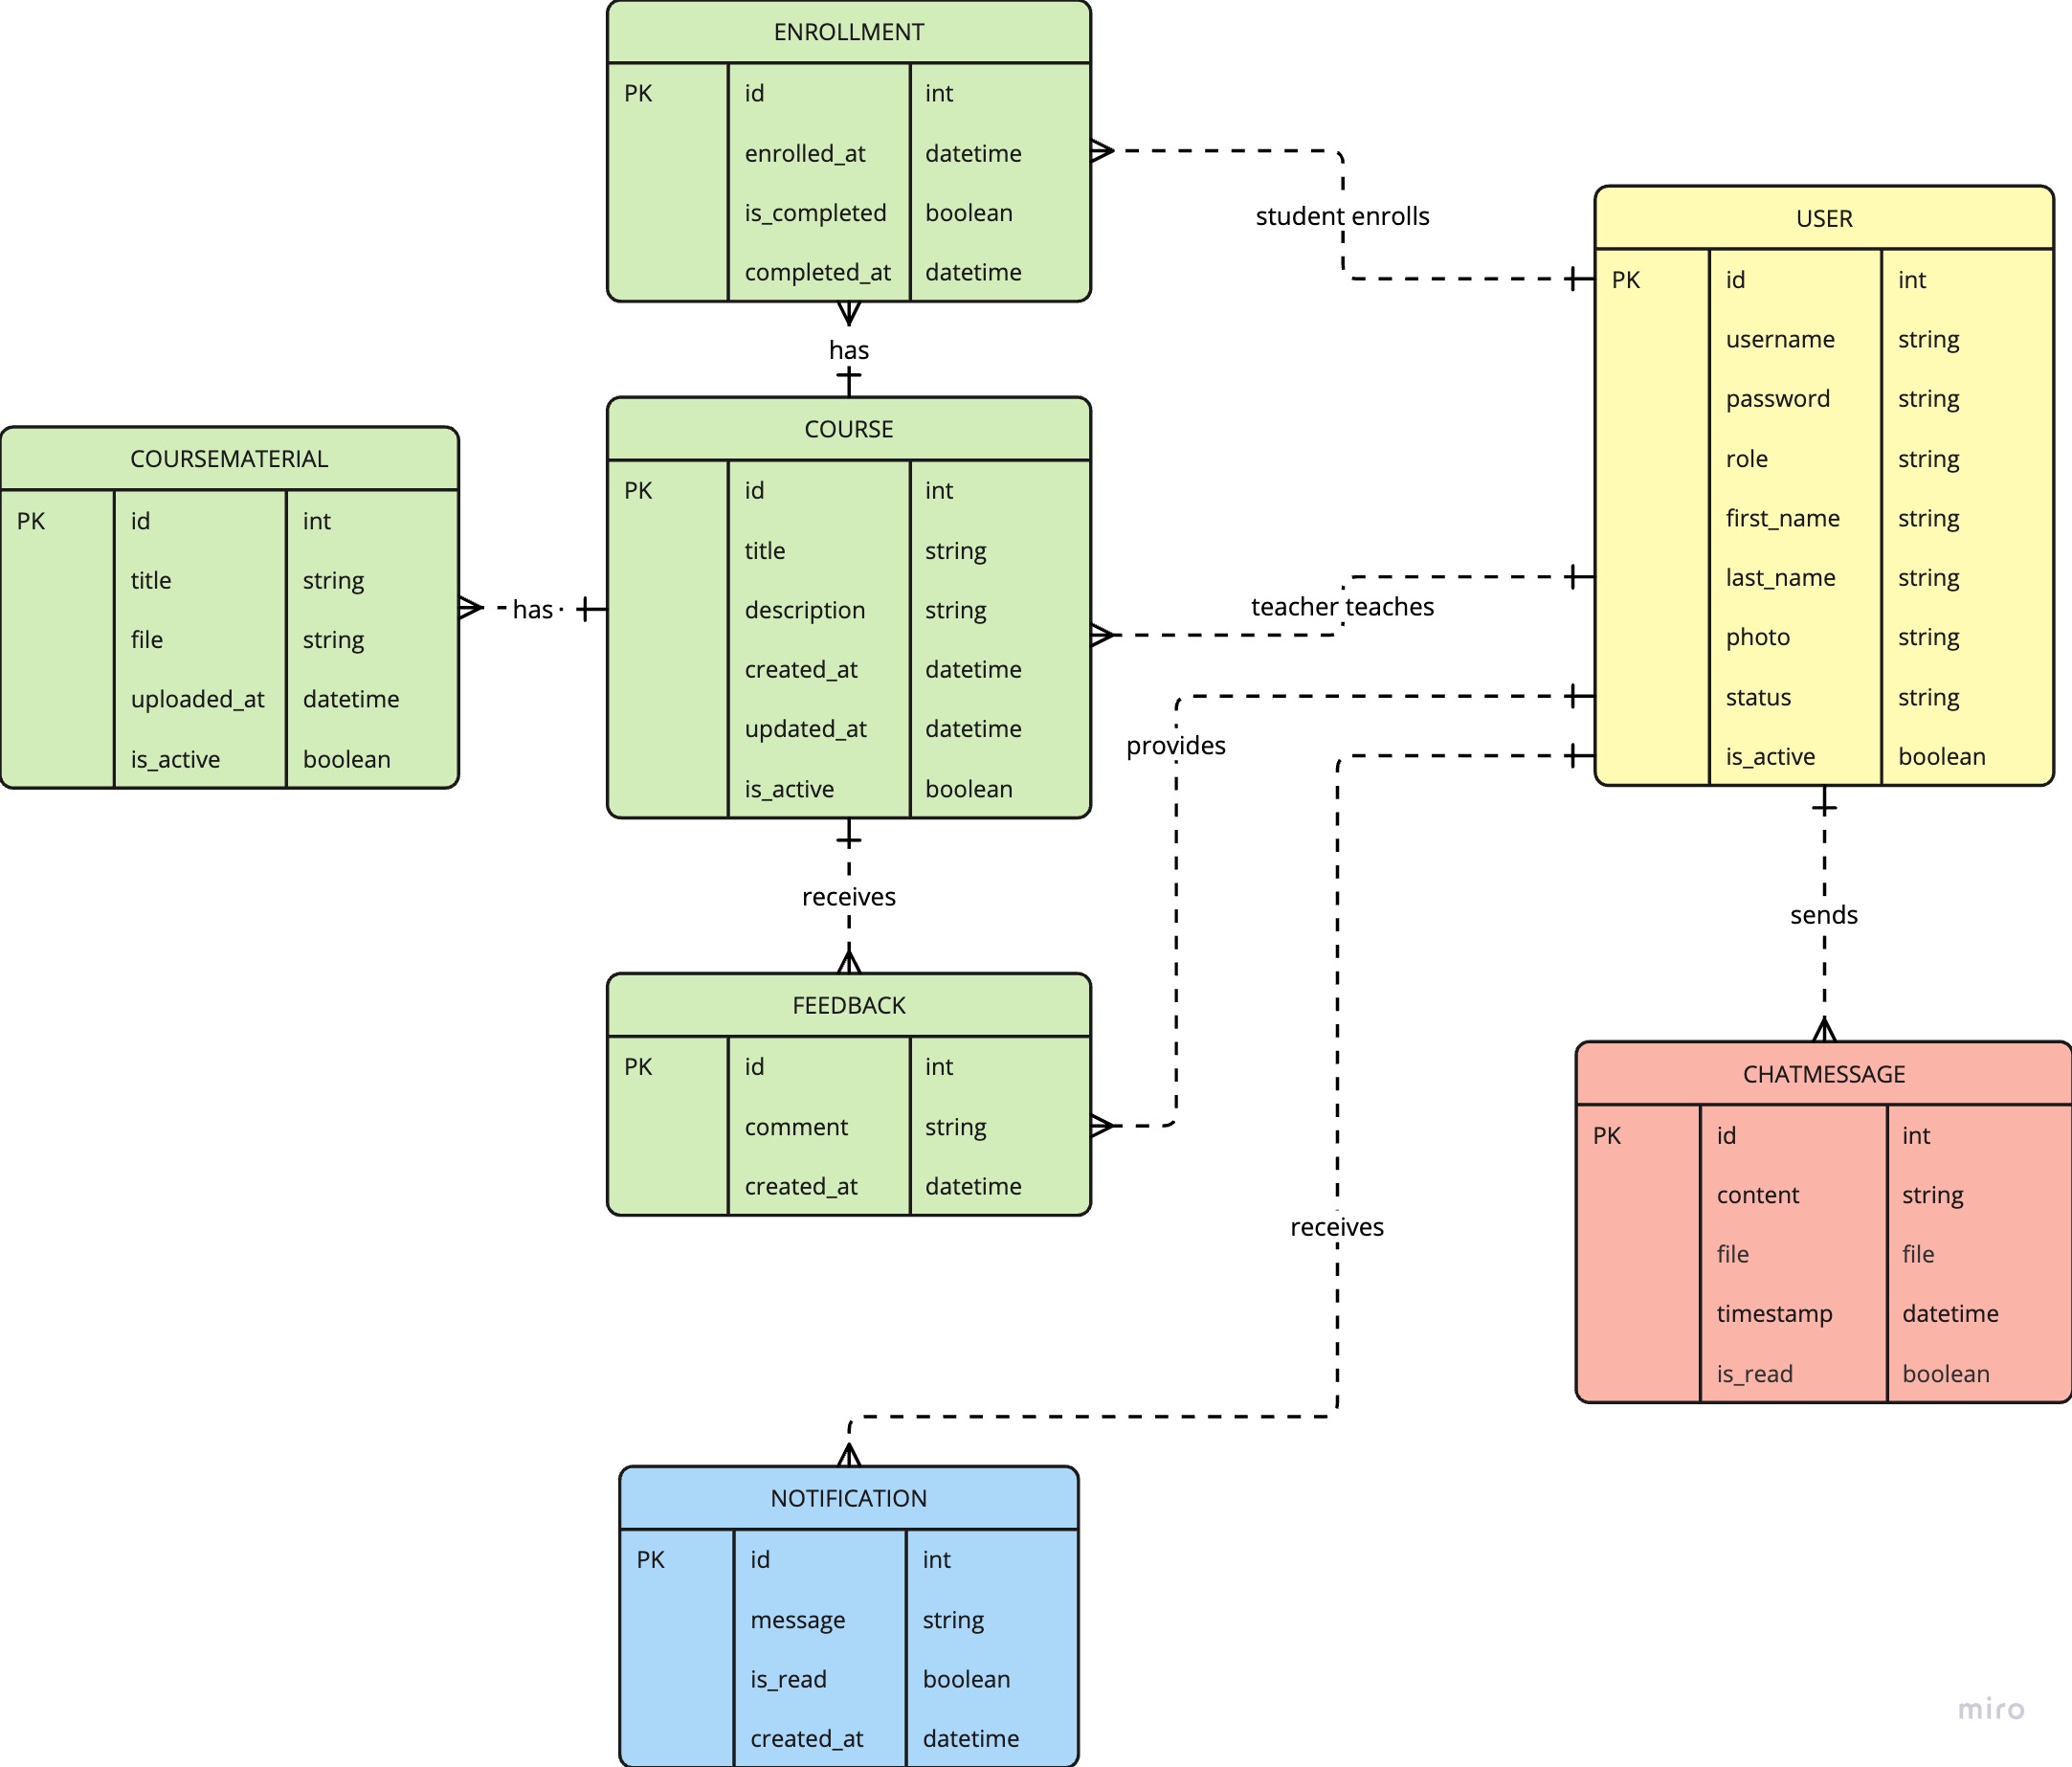 ENROLLMENT
PK id int
enrolled_at datetime
is_completed boolean
completed_at datetime
student enrolls
has
USER
PK id int
username string
password string
role string
first_name string
last_name string
photo string
status string
is_active boolean
COURSEMATERIAL
PK id int
title string
file string
uploaded_at datetime
is_active boolean
has
COURSE
PK id int
title string
description string
created_at datetime
updated_at datetime
is_active boolean
teacher teaches
provides
receives
sends
FEEDBACK
PK id int
comment string
created_at datetime
receives
CHATMESSAGE
PK id int
content string
file file
timestamp datetime
is_read boolean
NOTIFICATION
PK id int
message string
is_read boolean
created_at datetime
miro